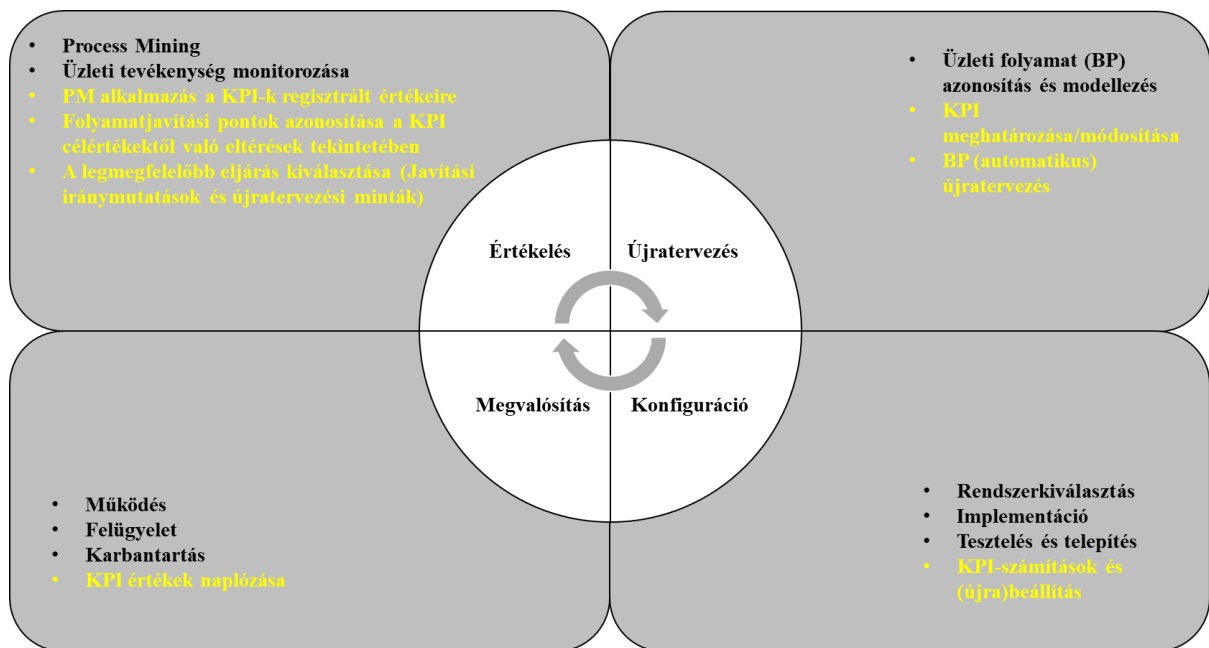 • Process Mining
• Üzleti tevékenység monitorozása
• PM alkalmazás a KPI-k regisztrált értékeire
• Folyamatjavítási pontok azonosítása a KPI
célértékektől való eltérések tekintetében
• A legmegfelelőbb eljárás kiválasztása (Javítási
iránymutatások és újratervezési minták)
• Üzleti folyamat (BP)
azonosítás és modellezés
• KPI
meghatározása/módosítása
• BP (automatikus)
újratervezés
Értékelés
Újratervezés
Megvalósítás
Konfiguráció
• Működés
• Felügyelet
• Karbantartás
• KPI értékek naplózása
• Rendszerkiválasztás
• Implementáció
• Tesztelés és telepítés
• KPI-számítások és
(újra)beállítás